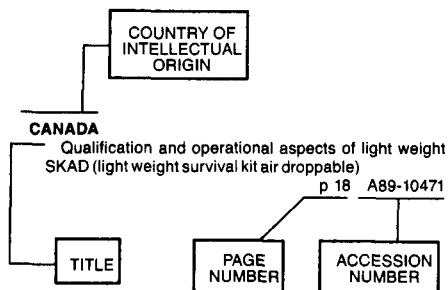 COUNTRY OF
INTELLECTUAL
ORIGIN
CANADA
Qualification and operational aspects of light weight
SKAD (light weight survival kit air droppable)
p 18 A89-10471
TITLE
PAGE
NUMBER
ACCESSION
NUMBER